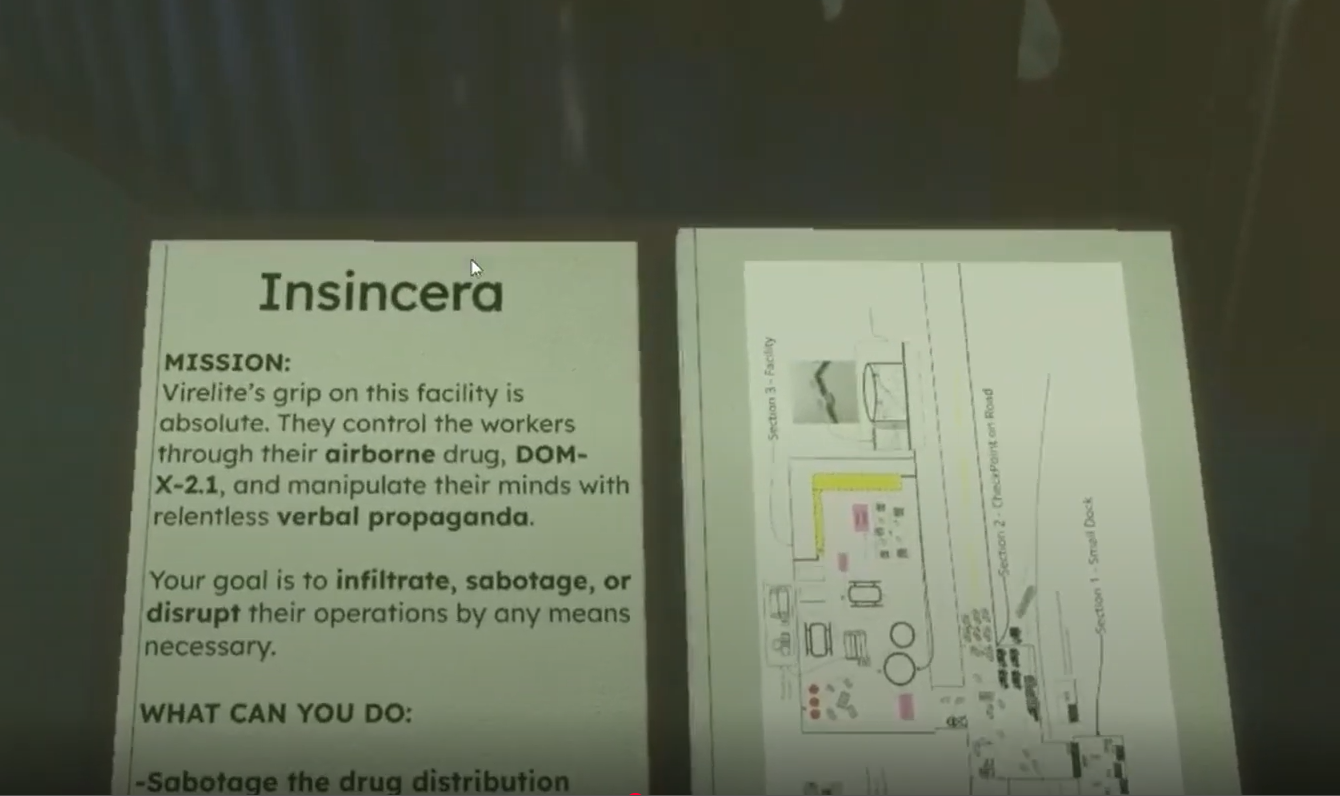 Insincera
MISSION:
Virelite's grip on this facility is
absolute. They control the workers
through their airborne drug, DOM-
X-2.1, and manipulate their minds with
relentless verbal propaganda.
Your goal is to infiltrate, sabotage, or
disrupt their operations by any means
necessary.
WHAT CAN YOU DO:
-Sabotage the drug distribution
Section 3 - Facility
Section 2 - CheckPoint on Road
Section 1 - Small Dock